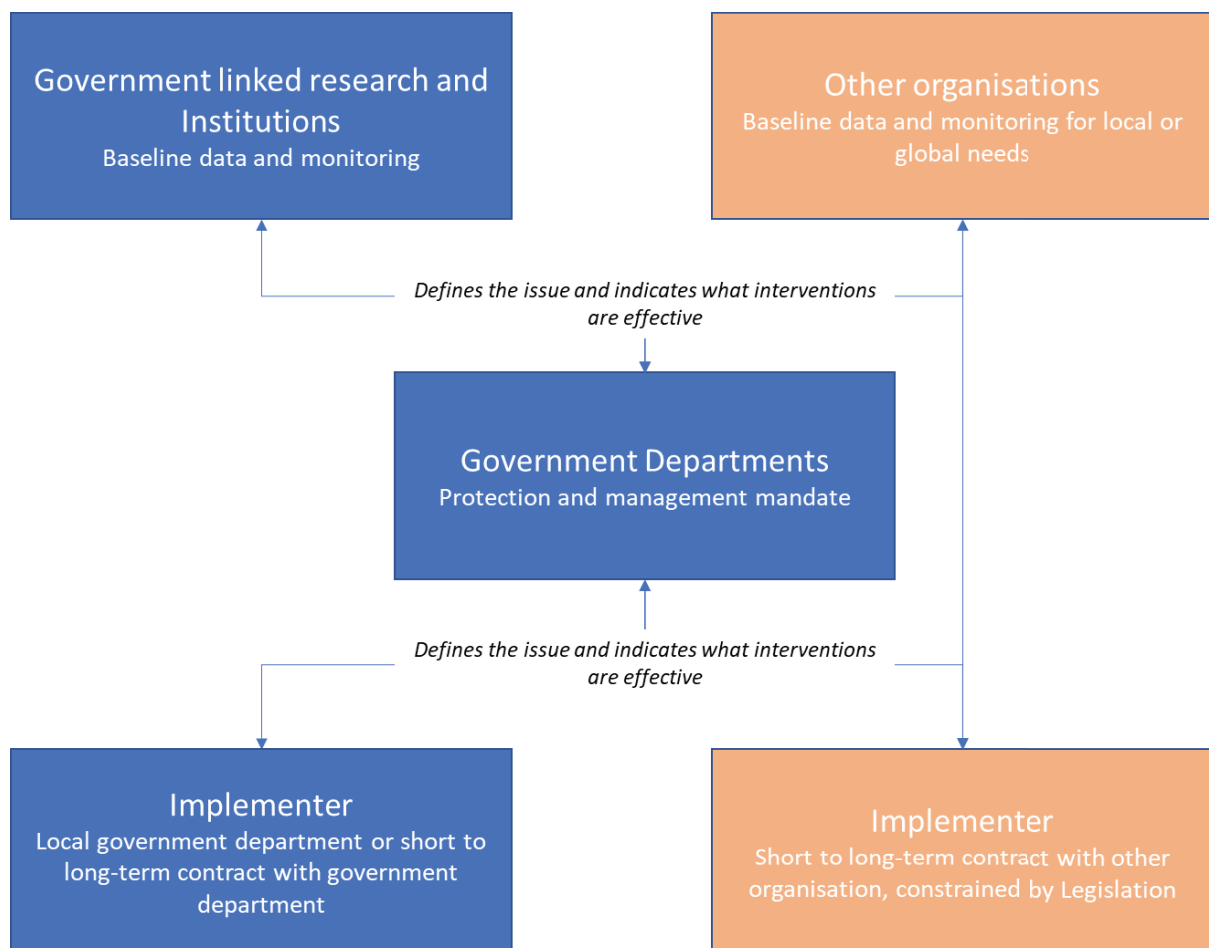 Government linked research and
Institutions
Baseline data and monitoring
Other organisations
Baseline data and monitoring for local or
global needs
Defines the issue and indicates what interventions
are effective
Government Departments
Protection and management mandate
Defines the issue and indicates what interventions
are effective
Implementer
Local government department or short to
long-term contract with government
department
Implementer
Short to long-term contract with other
organisation, constrained by Legislation